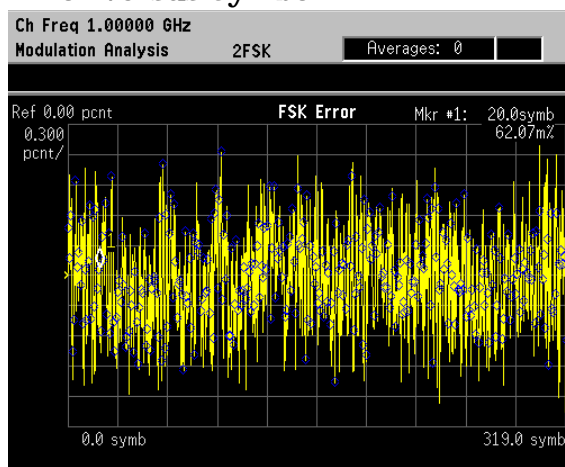 Ch Freq 1.00000 GHz
Modulation Analysis 2FSK Averages: 0
Ref 0.00 pcnt FSK Error Mkr #1: 20.0symb
0.300 62.07m%
pcnt/
0.0 symb 319.0 symb